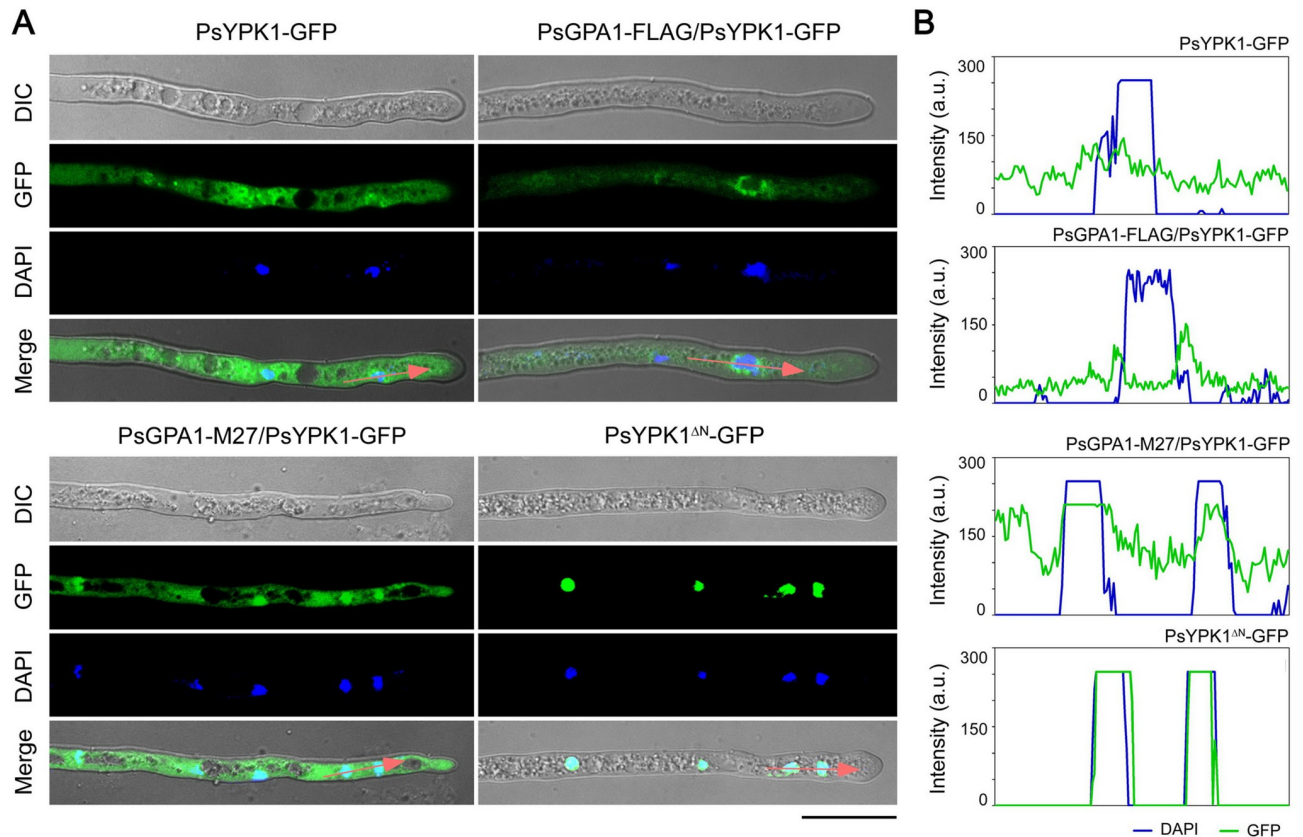 A
PsYPK1-GFP
PsGPA1-FLAG/PsYPK1-GFP
DIC
GFP
DAPI
Merge
PsGPA1-M27/PsYPK1-GFP
PsYPK1ΔN-GFP
DIC
GFP
DAPI
Merge
B
PsYPK1-GFP
300
150
0
Intensity (a.u.)
PsGPA1-FLAG/PsYPK1-GFP
300
150
0
Intensity (a.u.)
PsGPA1-M27/PsYPK1-GFP
300
150
0
Intensity (a.u.)
PsYPK1ΔN-GFP
300
150
0
Intensity (a.u.)
DAPI GFP